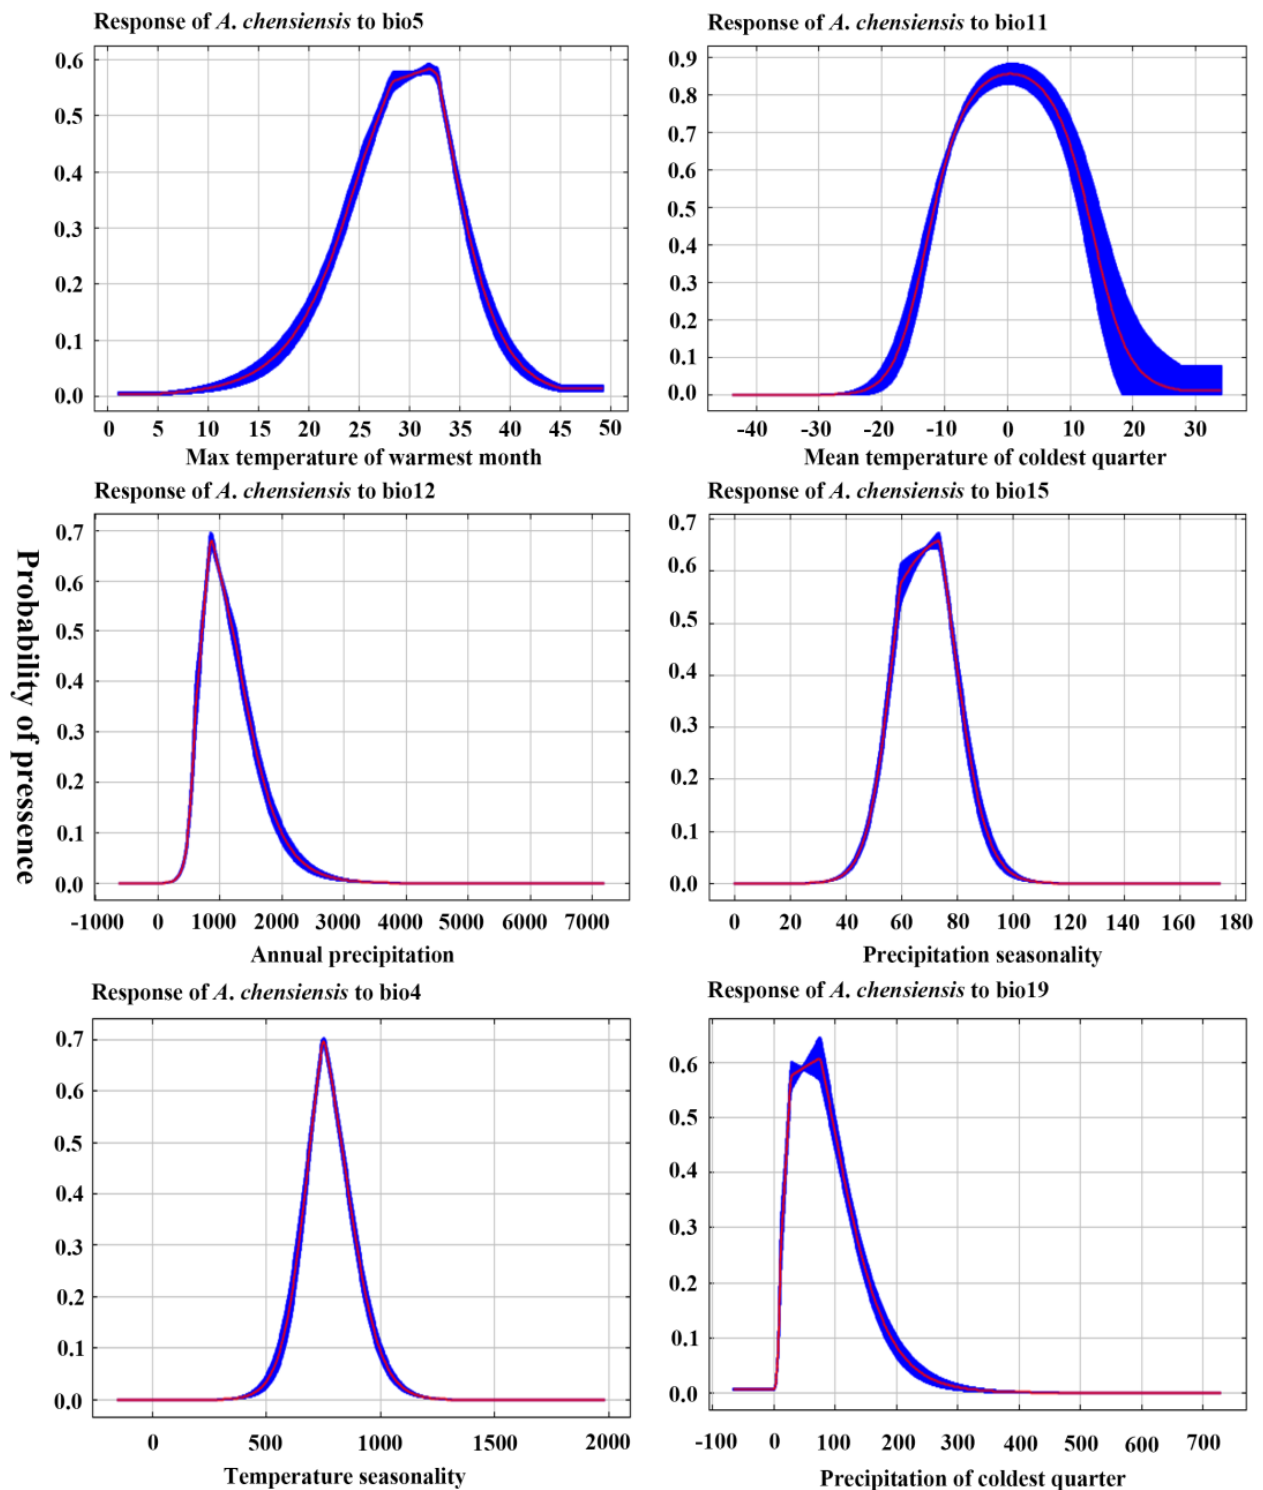 Response of A. chensiensis to bio5
0.6
0.5
0.4
0.3
0.2
0.1
0.0
0 5 10 15 20 25 30 35 40 45 50
Max temperature of warmest month
Response of A. chensiensis to bio11
0.9
0.8
0.7
0.6
0.5
0.4
0.3
0.2
0.1
0.0
-40 -30 -20 -10 0 10 20 30
Mean temperature of coldest quarter
Probability of pressence
Response of A. chensiensis to bio12
0.7
0.6
0.5
0.4
0.3
0.2
0.1
0.0
-1000 0 1000 2000 3000 4000 5000 6000 7000
Annual precipitation
Response of A. chensiensis to bio15
0.7
0.6
0.5
0.4
0.3
0.2
0.1
0.0
0 20 40 60 80 100 120 140 160 180
Precipitation seasonality
Response of A. chensiensis to bio4
0.7
0.6
0.5
0.4
0.3
0.2
0.1
0.0
0 500 1000 1500 2000
Temperature seasonality
Response of A. chensiensis to bio19
0.6
0.5
0.4
0.3
0.2
0.1
0.0
-100 0 100 200 300 400 500 600 700
Precipitation of coldest quarter